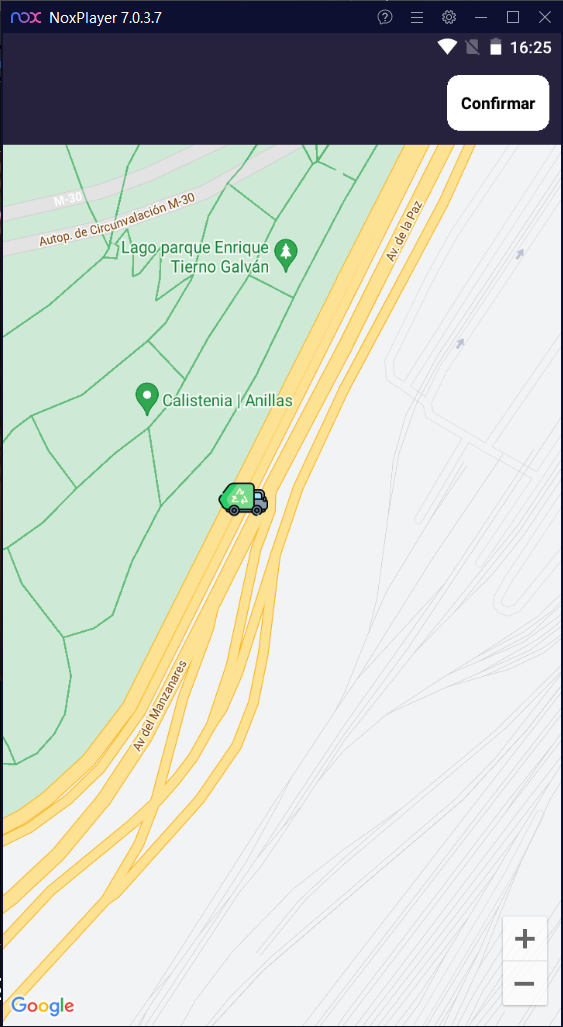 nox NoxPlayer 7.0.3.7
16:25
Confirmar
M-30
Autop. de Circunvalación M-30
Av. de la Paz
Lago parque Enrique
Tierno Galván
Calistenia | Anillas
Av del Manzanares
Google